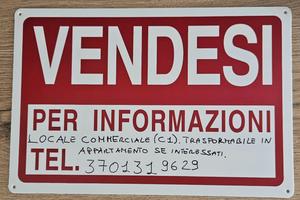 VENDESI
PER INFORMAZIONI
LOCALE COMMERCIALE (C1), TRASFORMABILE IN
APPARTAMENTO SE INTERESSATI.
TEL. 3701319629